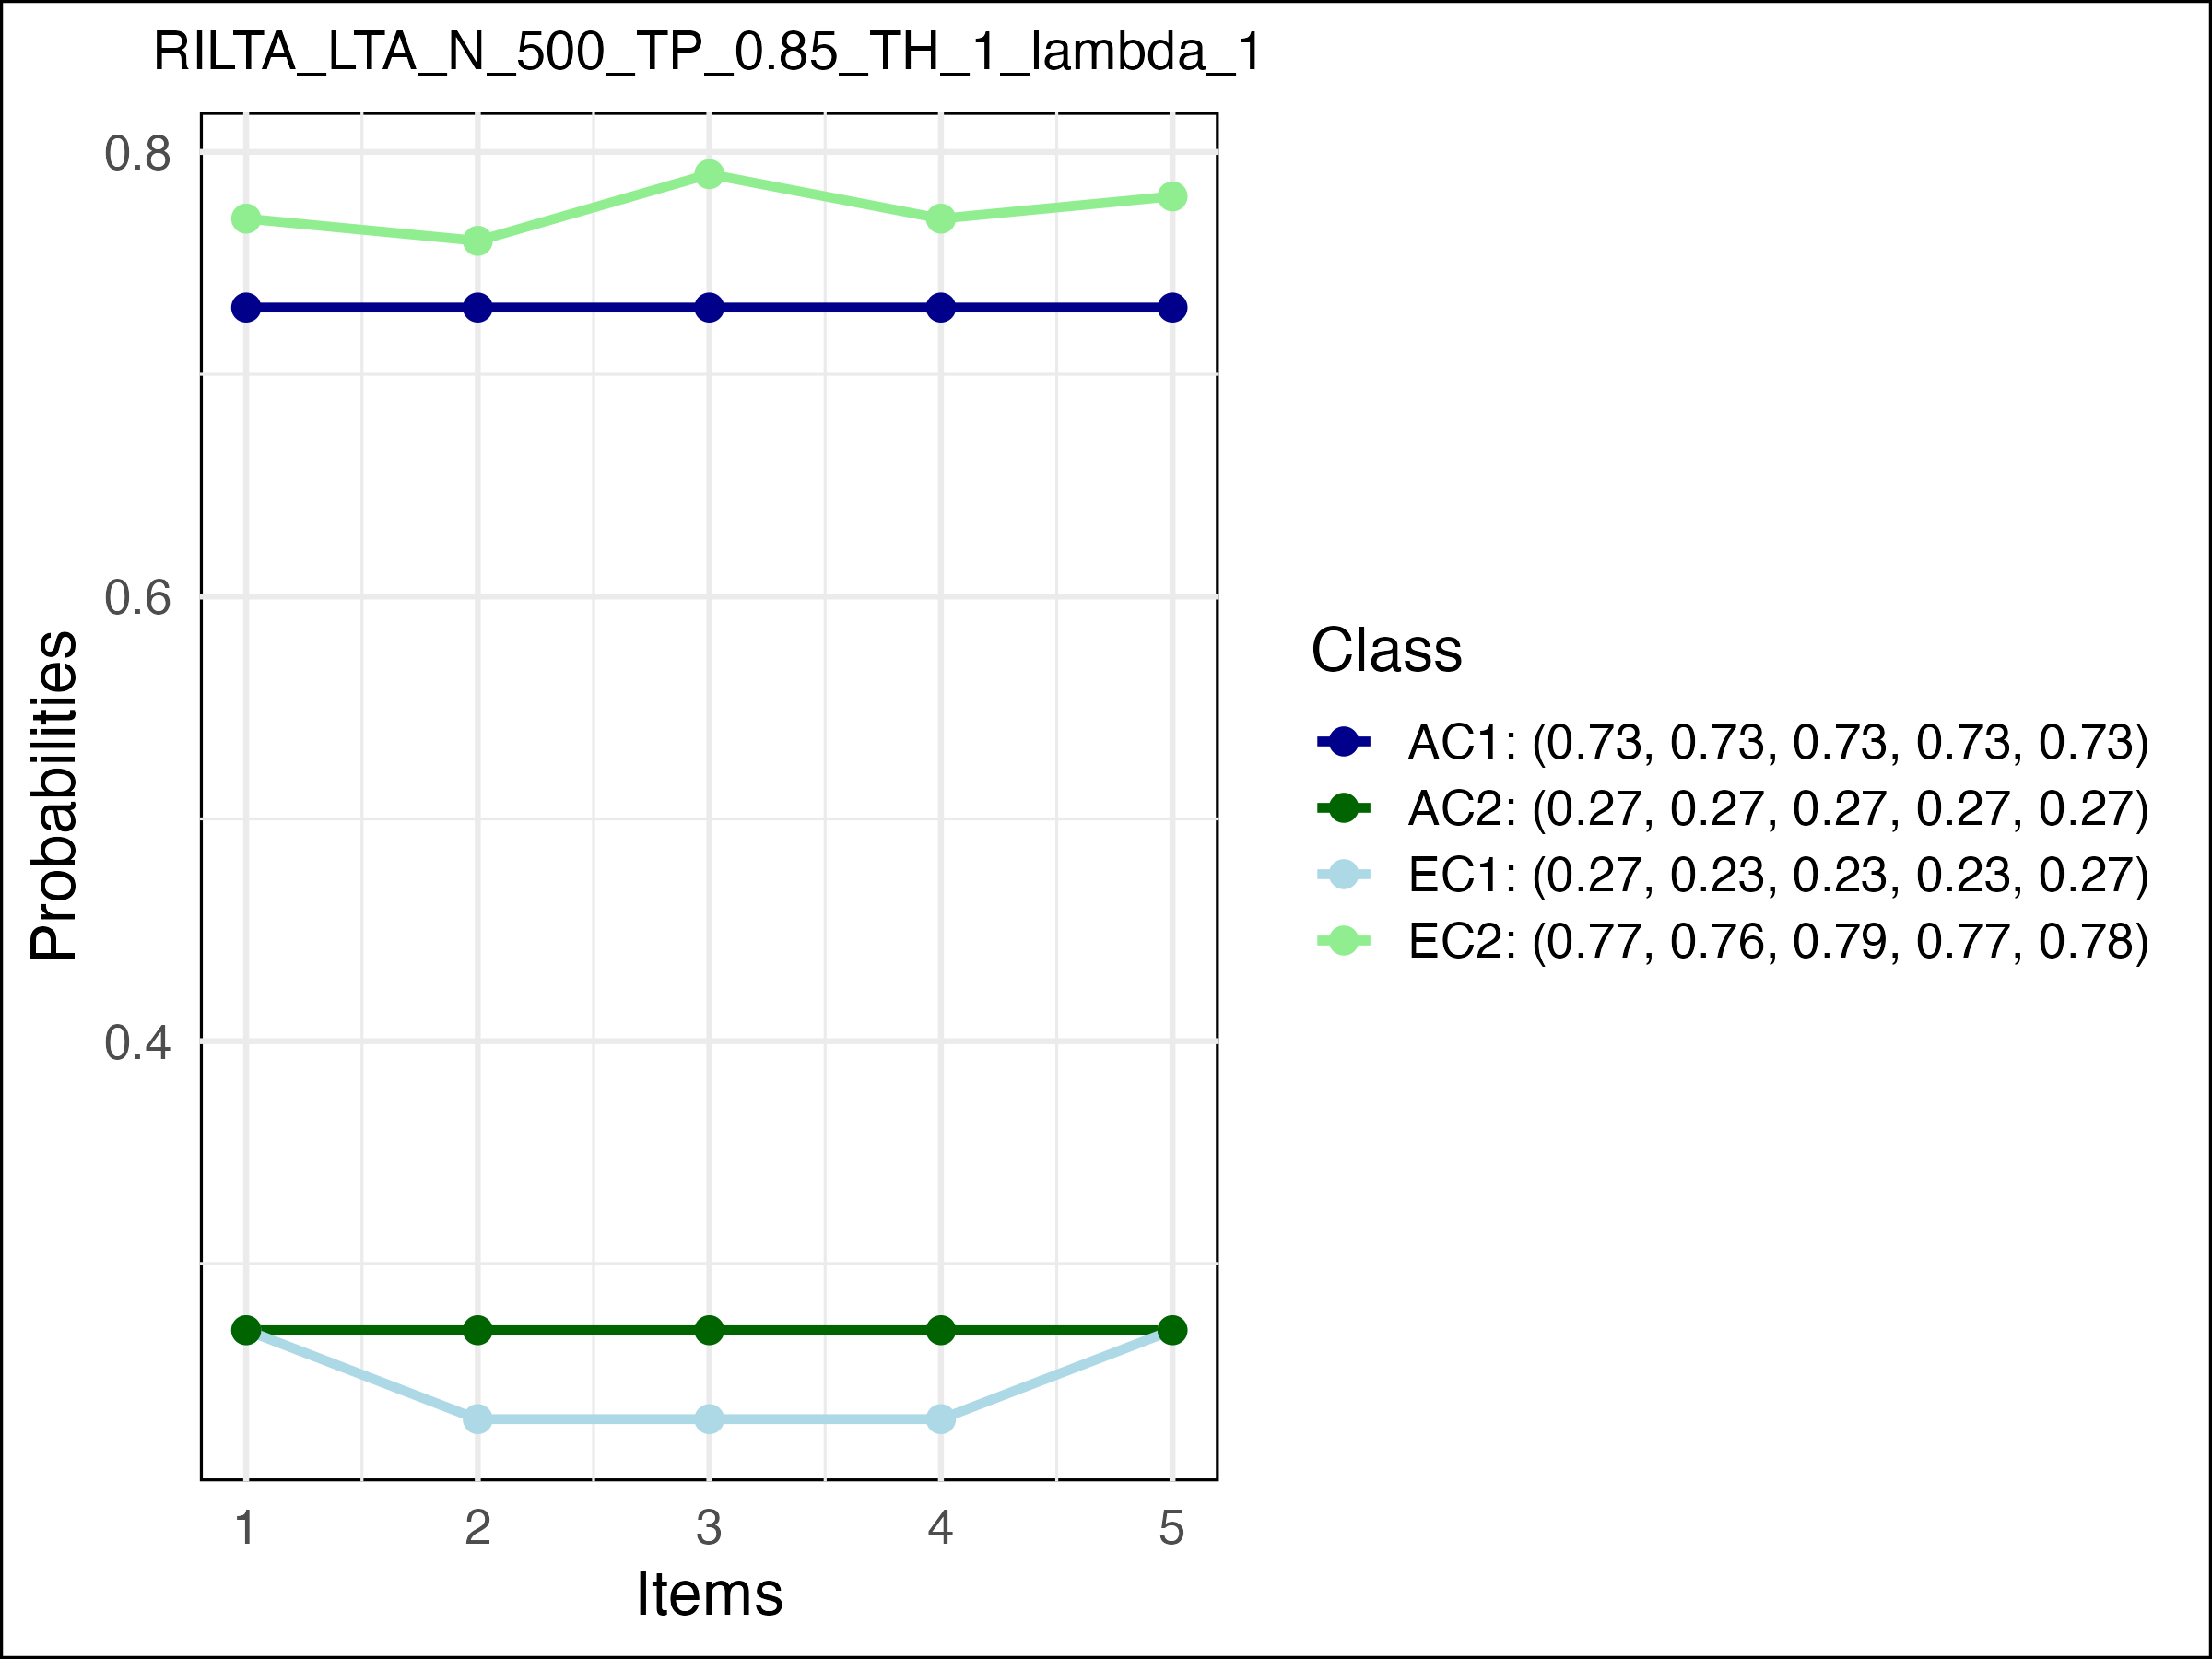 RILTA_LTA_N_500_TP_0.85_TH_1_lambda_1
0.8
0.6
0.4
Probabilities
1 2 3 4 5
Items
Class
AC1: (0.73, 0.73, 0.73, 0.73, 0.73)
AC2: (0.27, 0.27, 0.27, 0.27, 0.27)
EC1: (0.27, 0.23, 0.23, 0.23, 0.27)
EC2: (0.77, 0.76, 0.79, 0.77, 0.78)